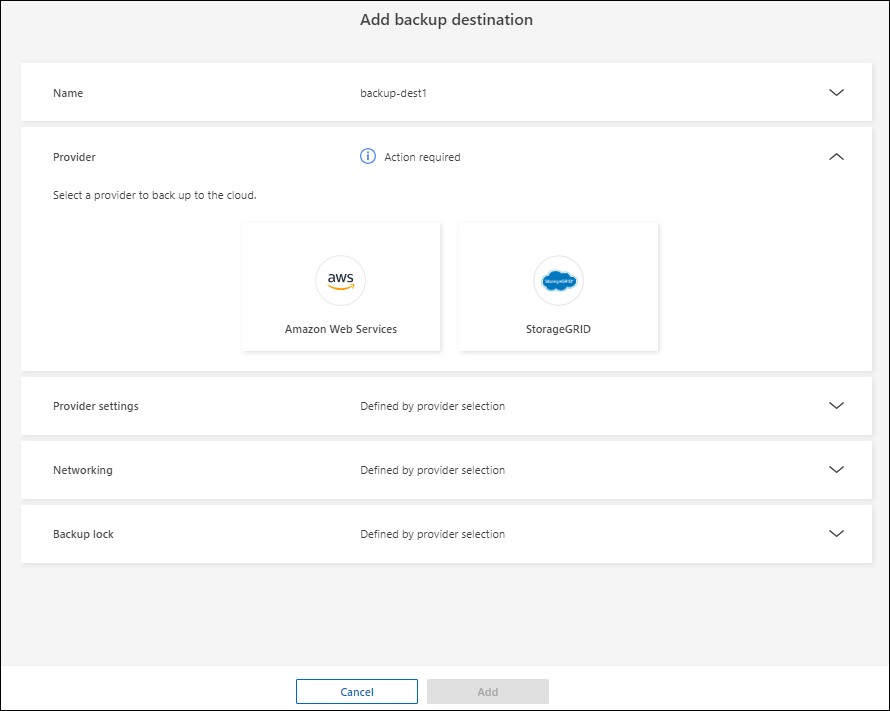 Add backup destination
Name backup-dest1
Provider Action required
Select a provider to back up to the cloud.
aws StorageGRID
Amazon Web Services StorageGRID
Provider settings Defined by provider selection
Networking Defined by provider selection
Backup lock Defined by provider selection
Cancel Add